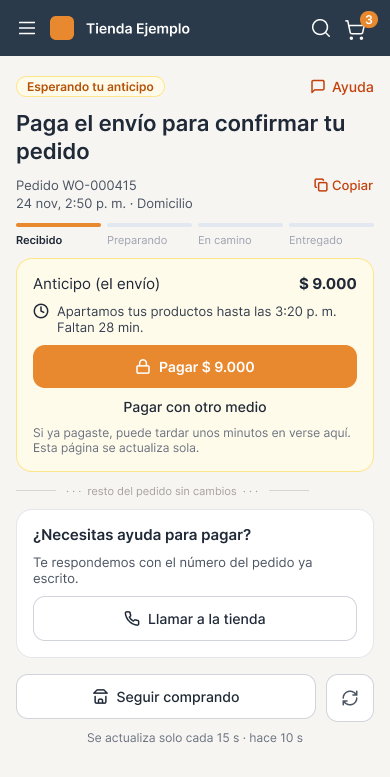 3
Tienda Ejemplo
Esperando tu anticipo
Ayuda
Paga el envío para confirmar tu
pedido
Pedido WO-000415
Copiar
24 nov, 2:50 p. m. · Domicilio
Recibido
Preparando
En camino
Entregado
Anticipo (el envío)
$ 9.000
Apartamos tus productos hasta las 3:20 p. m.
Faltan 28 min.
Pagar $ 9.000
Pagar con otro medio
Si ya pagaste, puede tardar unos minutos en verse aquí.
Esta página se actualiza sola.
··· resto del pedido sin cambios ···
¿Necesitas ayuda para pagar?
Te respondemos con el número del pedido ya
escrito.
Llamar a la tienda
Seguir comprando
Se actualiza solo cada 15 s · hace 10 s